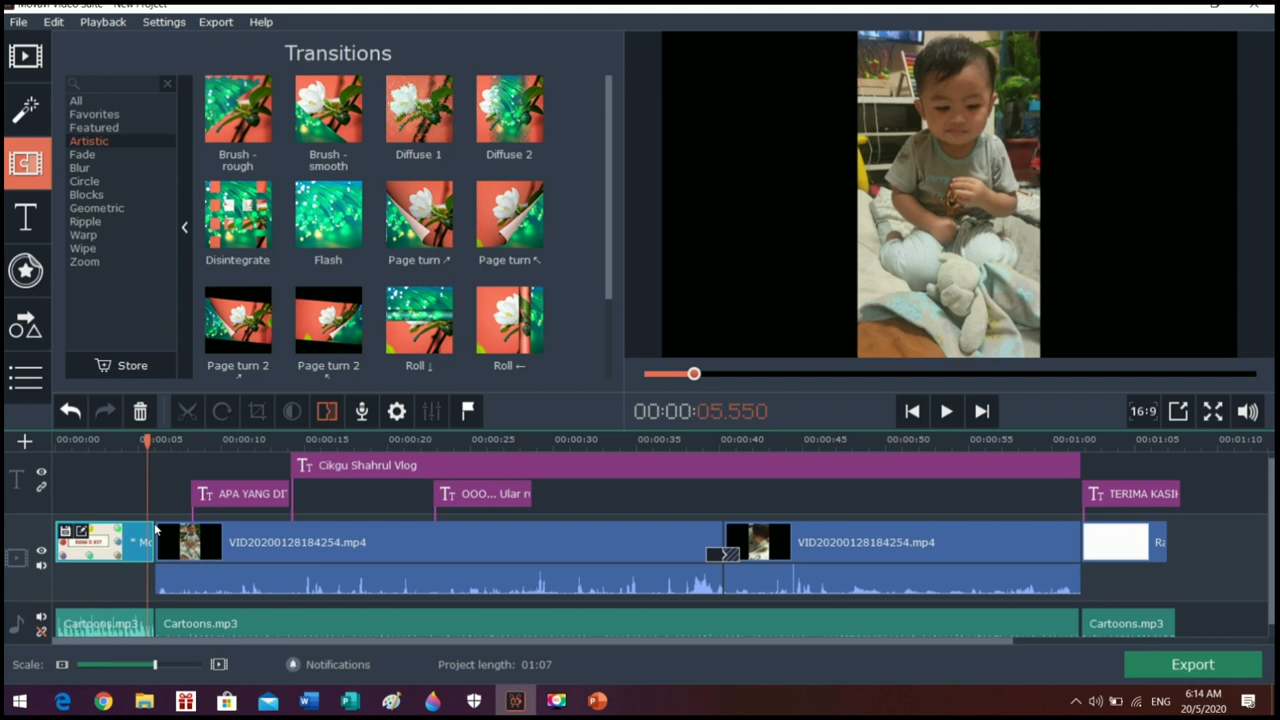 Movavi Video Suite - New Project
File Edit Playback Settings Export Help
Transitions
All
Favorites
Featured
Artistic
Fade
Blur
Circle
Blocks
Geometric
Ripple
Warp
Wipe
Zoom
Store
Brush - rough
Brush - smooth
Diffuse 1
Diffuse 2
Disintegrate
Flash
Page turn ↗
Page turn ↖
Page turn 2 ↗
Page turn 2 ↖
Roll ↓
Roll ←
00:00:05.550
16:9
00:00:00 00:00:05 00:00:10 00:00:15 00:00:20 00:00:25 00:00:30 00:00:35 00:00:40 00:00:45 00:00:50 00:00:55 00:01:00 00:01:05 00:01:10
Cikgu Shahrul Vlog
APA YANG DI
OOO... Ular
TERIMA KASIH
VID20200128184254.mp4
VID20200128184254.mp4
Cartoons.mp3
Cartoons.mp3
Cartoons.mp3
Scale:
Notifications
Project length: 01:07
Export
ENG
6:14 AM
20/5/2020